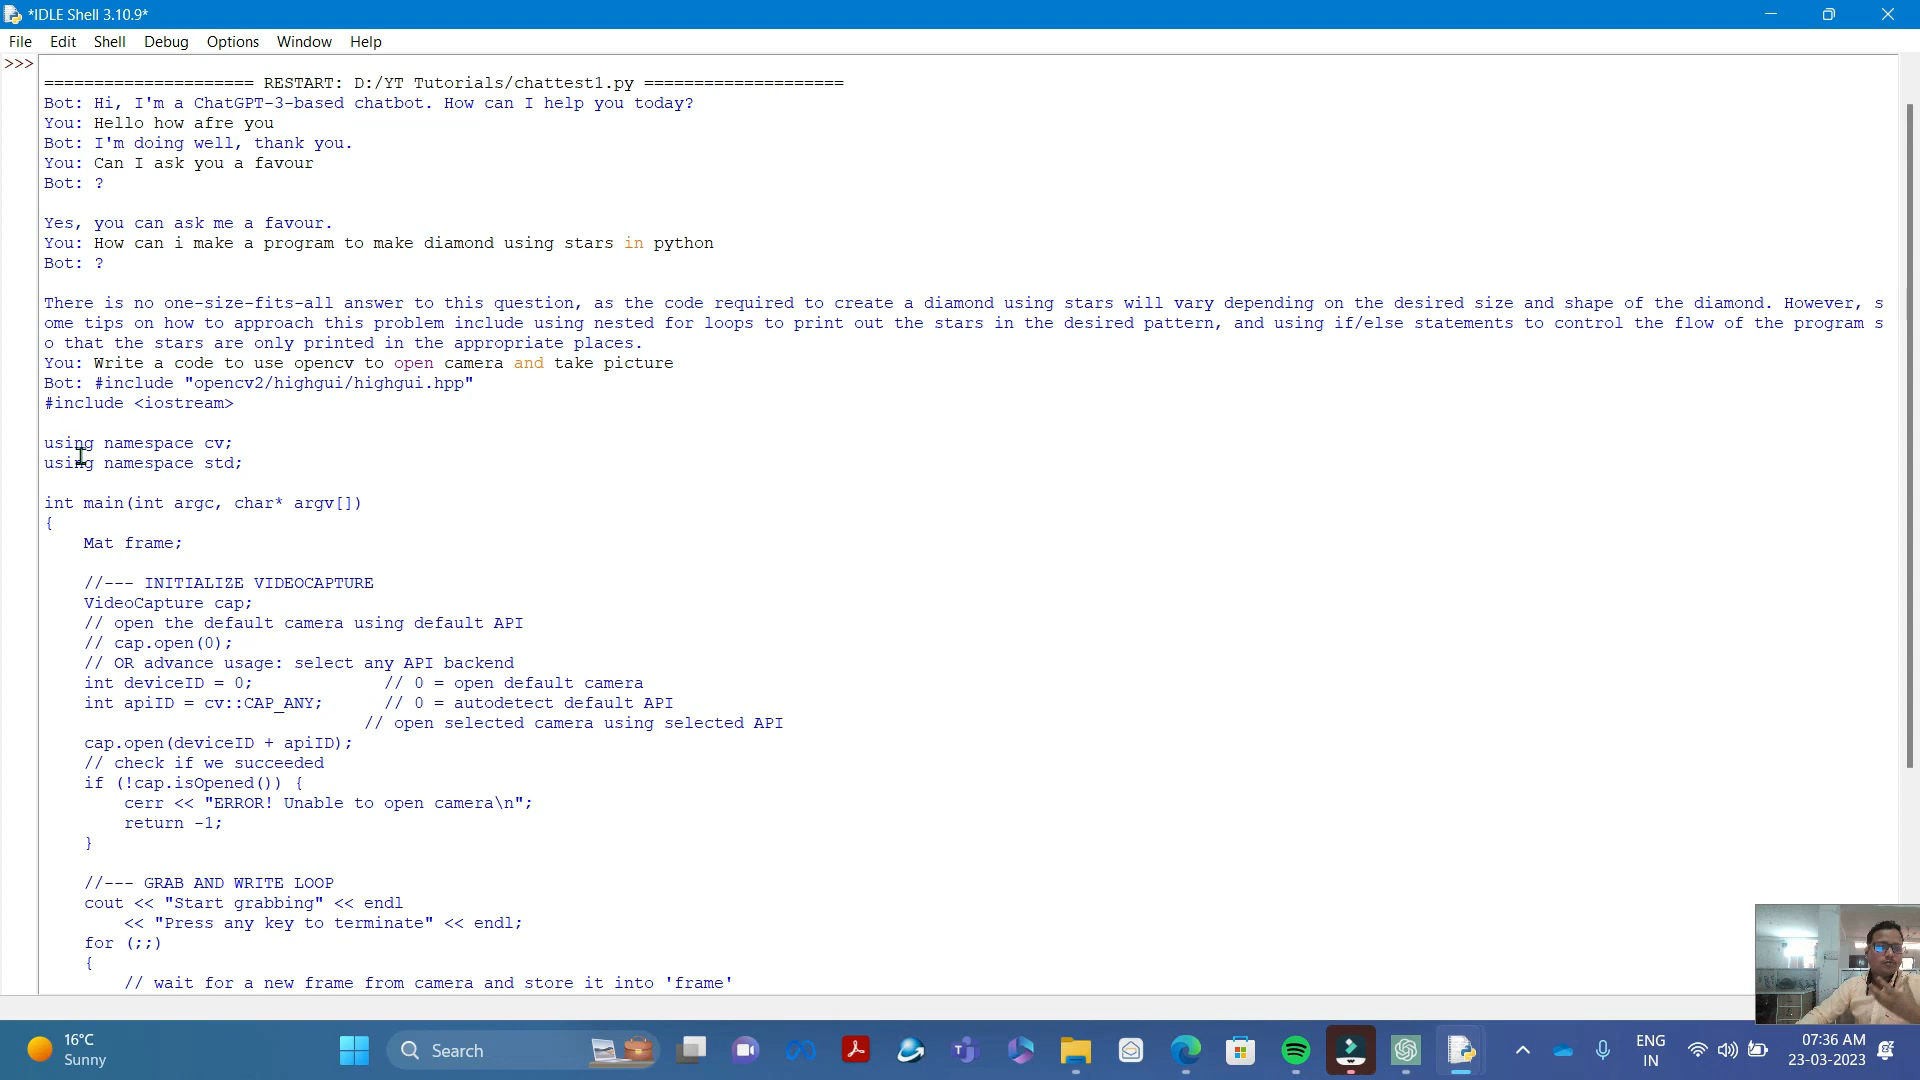 *IDLE Shell 3.10.9*
File Edit Shell Debug Options Window Help
>>>
===================== RESTART: D:/YT Tutorials/chattest1.py ====================
Bot: Hi, I'm a ChatGPT-3-based chatbot. How can I help you today?
You: Hello how afre you
Bot: I'm doing well, thank you.
You: Can I ask you a favour
Bot: ?
Yes, you can ask me a favour.
You: How can i make a program to make diamond using stars in python
Bot: ?
There is no one-size-fits-all answer to this question, as the code required to create a diamond using stars will vary depending on the desired size and shape of the diamond. However, s
ome tips on how to approach this problem include using nested for loops to print out the stars in the desired pattern, and using if/else statements to control the flow of the program s
o that the stars are only printed in the appropriate places.
You: Write a code to use opencv to open camera and take picture
Bot: #include "opencv2/highgui/highgui.hpp"
#include <iostream>
using namespace cv;
using namespace std;
int main(int argc, char* argv[])
{
    Mat frame;
    //--- INITIALIZE VIDEOCAPTURE
    VideoCapture cap;
    // open the default camera using default API
    // cap.open(0);
    // OR advance usage: select any API backend
    int deviceID = 0;             // 0 = open default camera
    int apiID = cv::CAP_ANY;      // 0 = autodetect default API
                                // open selected camera using selected API
    cap.open(deviceID + apiID);
    // check if we succeeded
    if (!cap.isOpened()) {
        cerr << "ERROR! Unable to open camera\n";
        return -1;
    }
    //--- GRAB AND WRITE LOOP
    cout << "Start grabbing" << endl
        << "Press any key to terminate" << endl;
    for (;;)
    {
        // wait for a new frame from camera and store it into 'frame'
16°C
Sunny
Search
ENG
IN
07:36 AM
23-03-2023